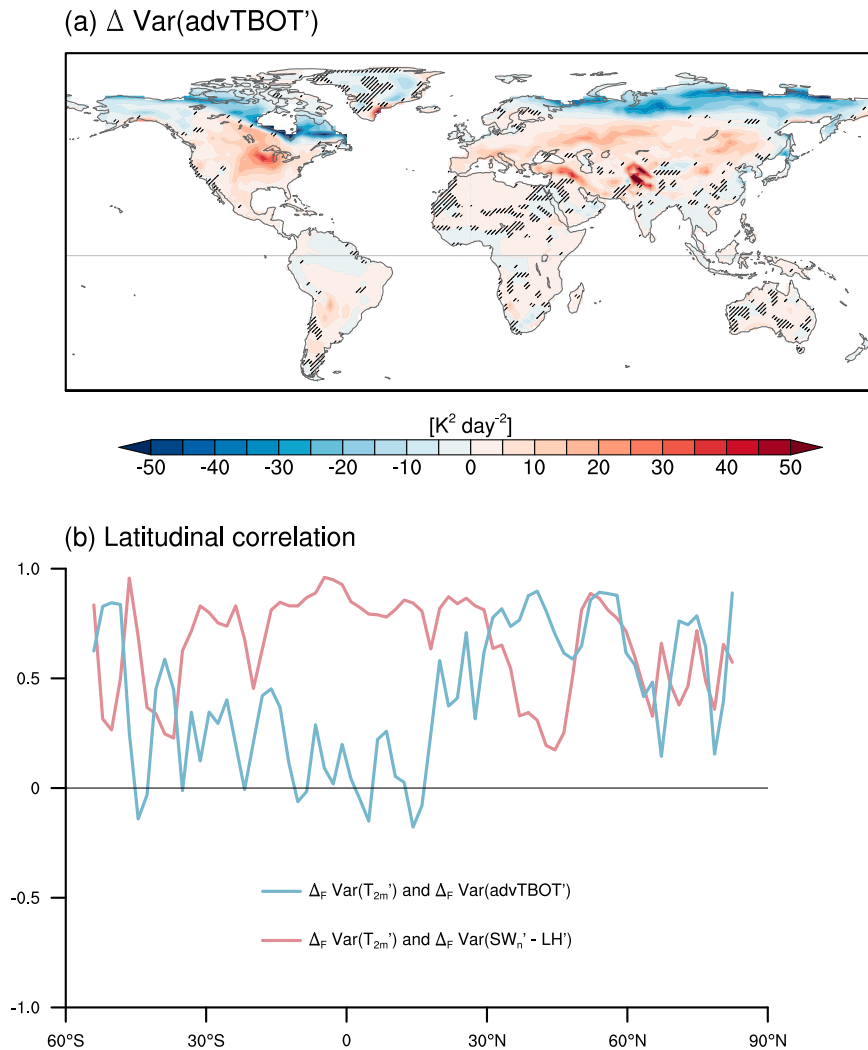 (a) Δ Var(advTBOT’)
[K² day⁻²]
-50 -40 -30 -20 -10 0 10 20 30 40 50
(b) Latitudinal correlation
1.0
0.5
0
-0.5
-1.0
Δ_F Var(T_2m’) and Δ_F Var(advTBOT’)
Δ_F Var(T_2m’) and Δ_F Var(SW_n’ - LH’)
60°S 30°S 0 30°N 60°N 90°N